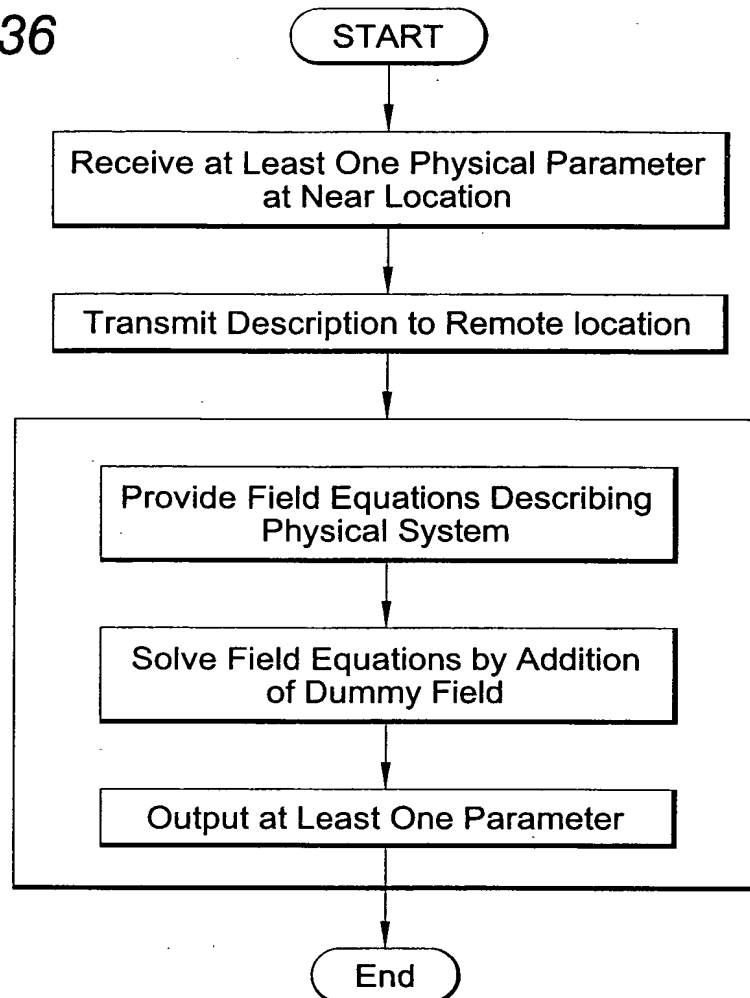 36
START
Receive at Least One Physical Parameter
at Near Location
Transmit Description to Remote location
Provide Field Equations Describing
Physical System
Solve Field Equations by Addition
of Dummy Field
Output at Least One Parameter
End